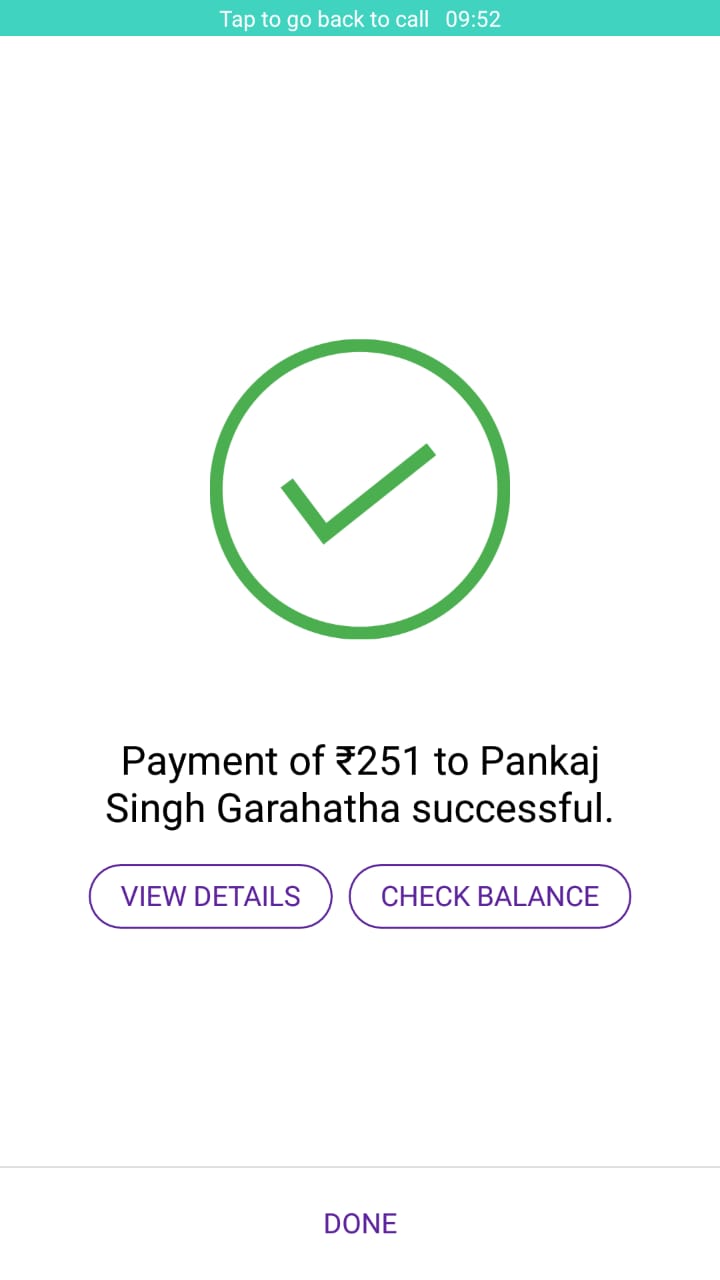 Tap to go back to call 09:52
Payment of ₹251 to Pankaj
Singh Garahatha successful.
VIEW DETAILS CHECK BALANCE
DONE